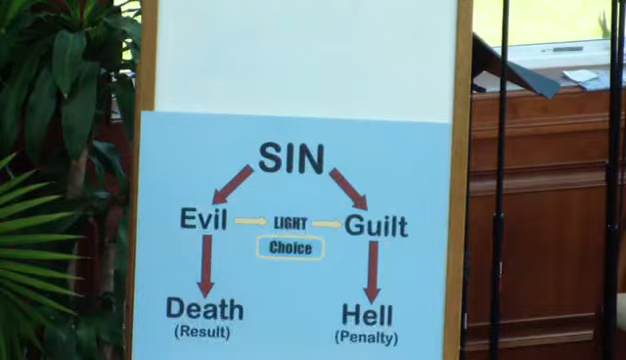 SIN
Evil LIGHT Guilt
Choice
Death Hell
(Result) (Penalty)